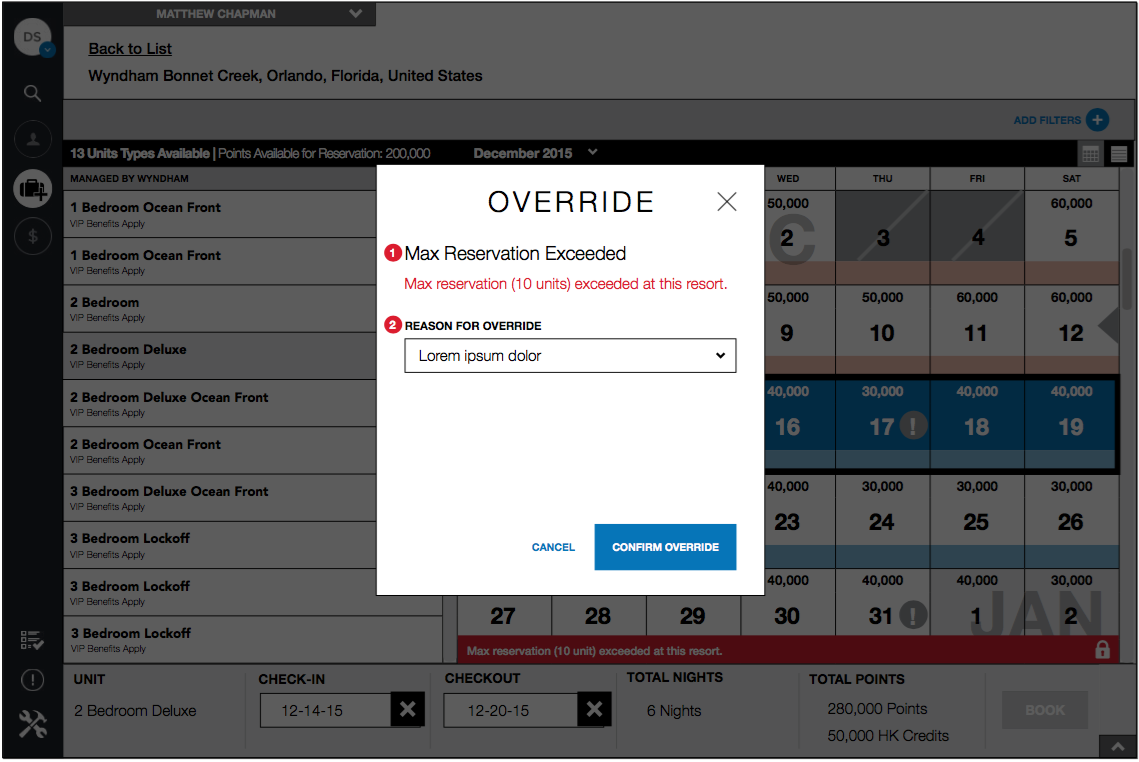 MATTHEW CHAPMAN
DS
Back to List
Wyndham Bonnet Creek, Orlando, Florida, United States
ADD FILTERS
13 Units Types Available | Points Available for Reservation: 200,000
December 2015
MANAGED BY WYNDHAM
WED THU FRI SAT
1 Bedroom Ocean Front
VIP Benefits Apply
1 Bedroom Ocean Front
VIP Benefits Apply
2 Bedroom
VIP Benefits Apply
2 Bedroom Deluxe
VIP Benefits Apply
2 Bedroom Deluxe Ocean Front
VIP Benefits Apply
2 Bedroom Ocean Front
VIP Benefits Apply
3 Bedroom Deluxe Ocean Front
VIP Benefits Apply
3 Bedroom Lockoff
VIP Benefits Apply
3 Bedroom Lockoff
VIP Benefits Apply
3 Bedroom Lockoff
VIP Benefits Apply
OVERRIDE
1 Max Reservation Exceeded
Max reservation (10 units) exceeded at this resort.
2 REASON FOR OVERRIDE
Lorem ipsum dolor
CANCEL
CONFIRM OVERRIDE
50,000 60,000
C
2 3 4 5
50,000 50,000 60,000 60,000
9 10 11 12
40,000 30,000 40,000 40,000
16 17 ! 18 19
40,000 30,000 30,000 30,000
23 24 25 26
40,000 40,000 40,000 30,000
27 28 29 30 31 ! 1 2
JAN
Max reservation (10 unit) exceeded at this resort.
UNIT
2 Bedroom Deluxe
CHECK-IN
12-14-15
CHECKOUT
12-20-15
TOTAL NIGHTS
6 Nights
TOTAL POINTS
280,000 Points
50,000 HK Credits
BOOK